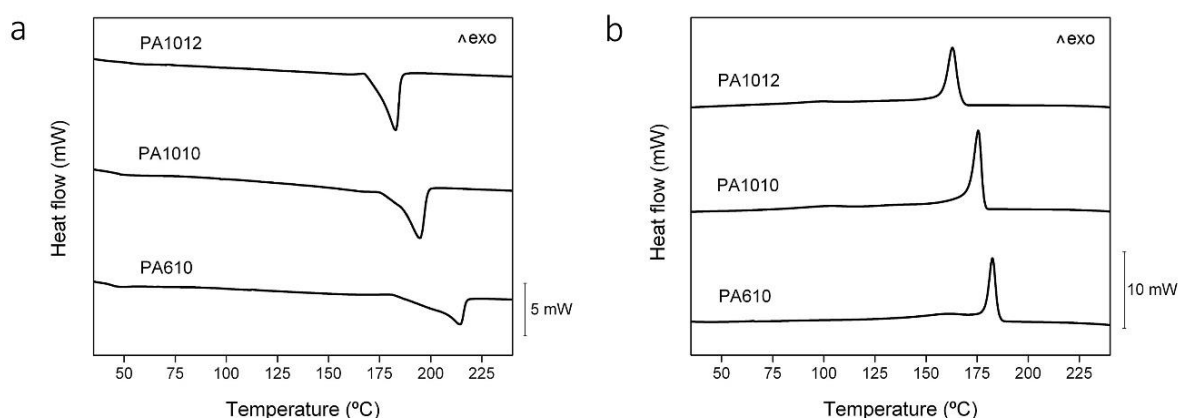 a
PA1012
^exo
PA1010
PA610
5 mW
Heat flow (mW)
50 75 100 125 150 175 200 225
Temperature (ºC)
b
^exo
PA1012
PA1010
PA610
10 mW
Heat flow (mW)
50 75 100 125 150 175 200 225
Temperature (ºC)